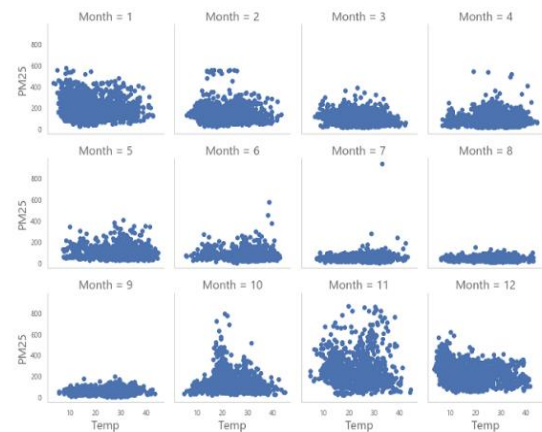 Month = 1 Month = 2 Month = 3 Month = 4
800
600
400
200
0
PM25
Month = 5 Month = 6 Month = 7 Month = 8
800
600
400
200
0
PM25
Month = 9 Month = 10 Month = 11 Month = 12
800
600
400
200
0
PM25
10 20 30 40 10 20 30 40 10 20 30 40 10 20 30 40
Temp Temp Temp Temp